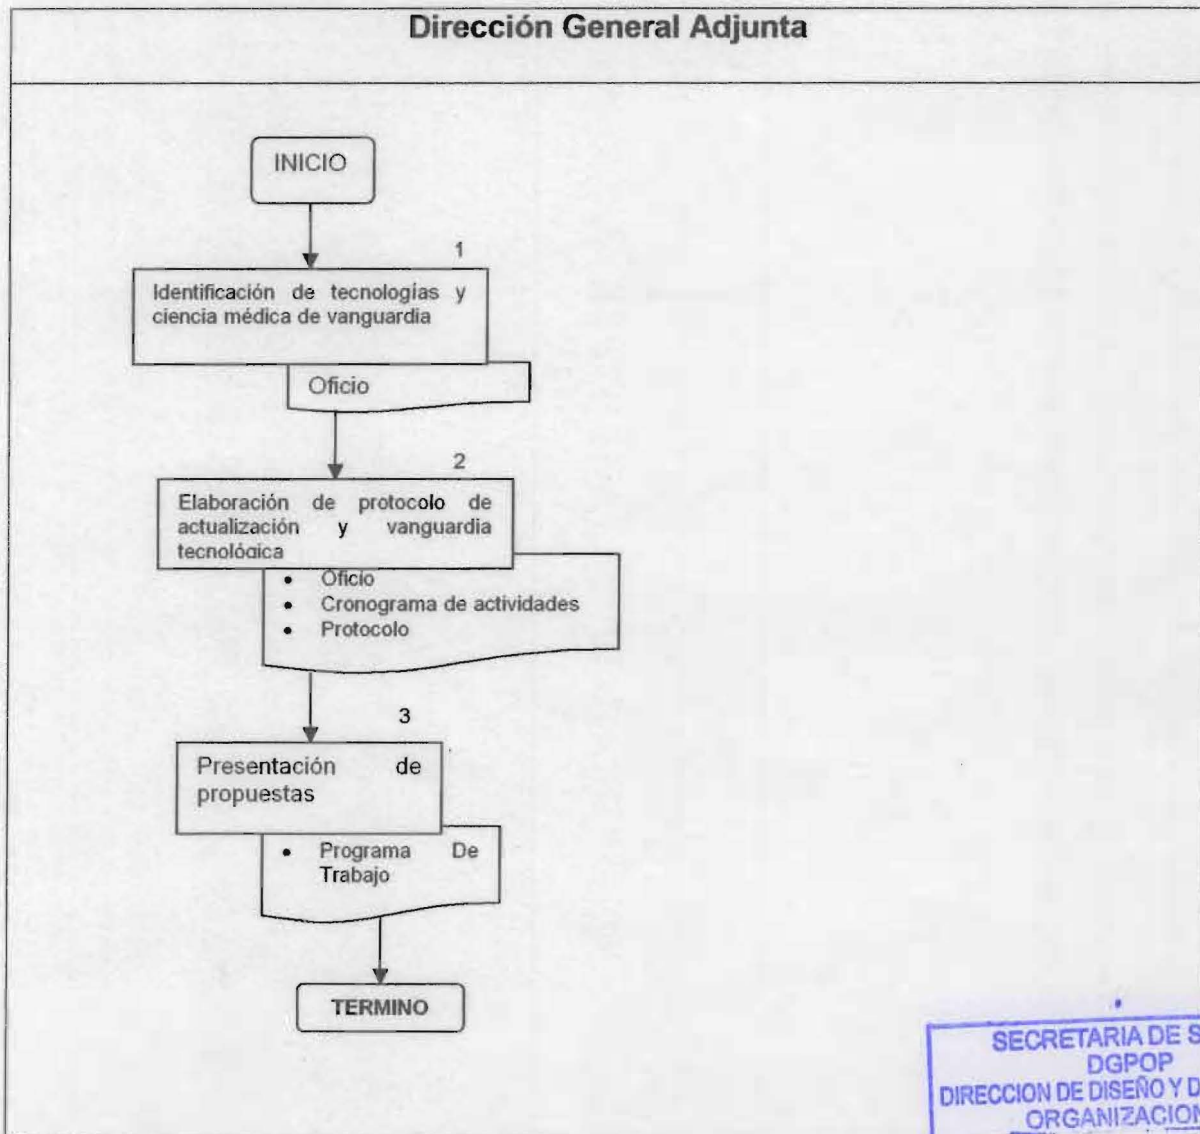 Dirección General Adjunta
INICIO
1
Identificación de tecnologías y
ciencia médica de vanguardia
Oficio
2
Elaboración de protocolo de
actualización y vanguardia
tecnológica
• Oficio
• Cronograma de actividades
• Protocolo
3
Presentación de
propuestas
• Programa De
Trabajo
TERMINO
SECRETARIA DE S
DGPOP
DIRECCION DE DISEÑO Y D
ORGANIZACION